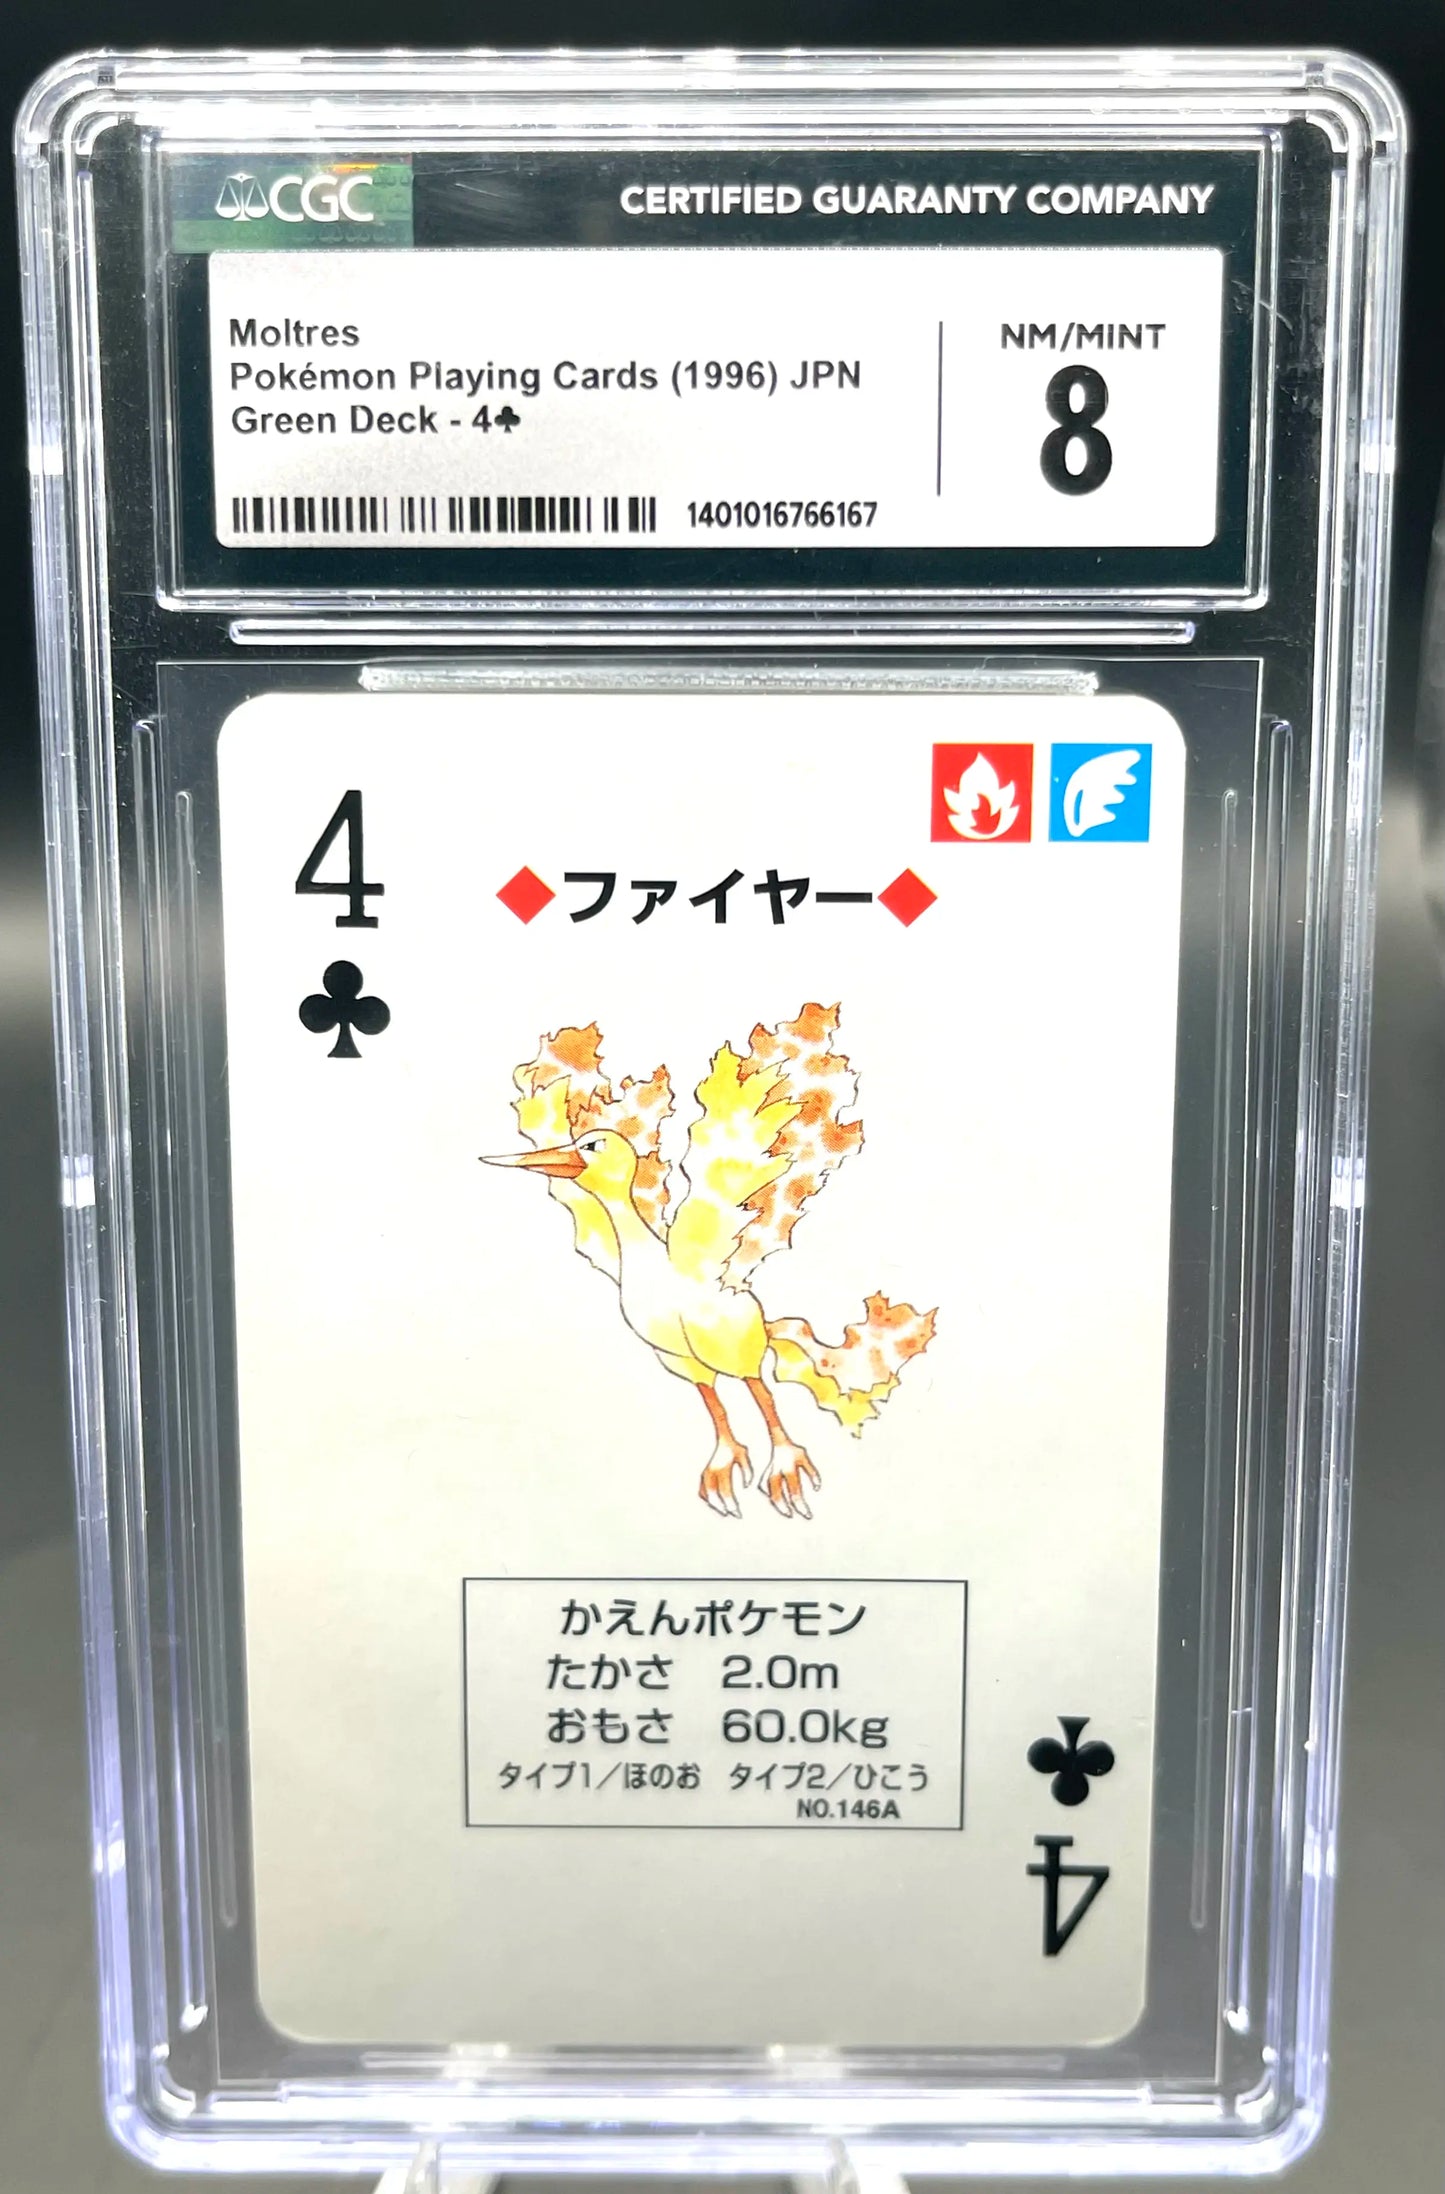 CGC
CERTIFIED GUARANTY COMPANY
Moltres
Pokémon Playing Cards (1996) JPN
Green Deck - 4♣
NM/MINT
8
1401016766167
4
♣
◆ファイヤー◆
かえんポケモン
たかさ 2.0m
おもさ 60.0kg
タイプ1／ほのお タイプ2／ひこう
NO.146A
♣
4